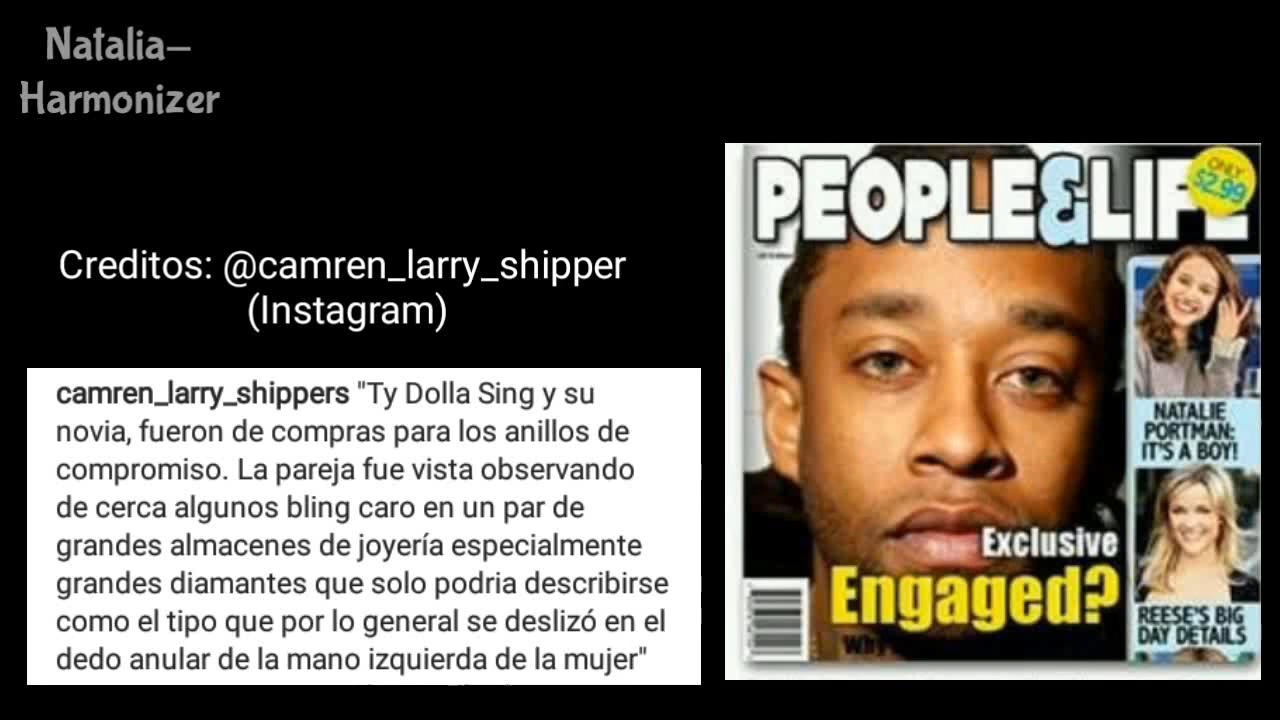 Natalia-
Harmonizer
Creditos: @camren_larry_shipper
(Instagram)
camren_larry_shippers "Ty Dolla Sing y su
novia, fueron de compras para los anillos de
compromiso. La pareja fue vista observando
de cerca algunos bling caro en un par de
grandes almacenes de joyería especialmente
grandes diamantes que solo podria describirse
como el tipo que por lo general se deslizó en el
dedo anular de la mano izquierda de la mujer"
PEOPLE&LIFE
ONLY
$2.99
NATALIE
PORTMAN:
IT'S A BOY!
Exclusive
Engaged?
Why
REESE'S BIG
DAY DETAILS